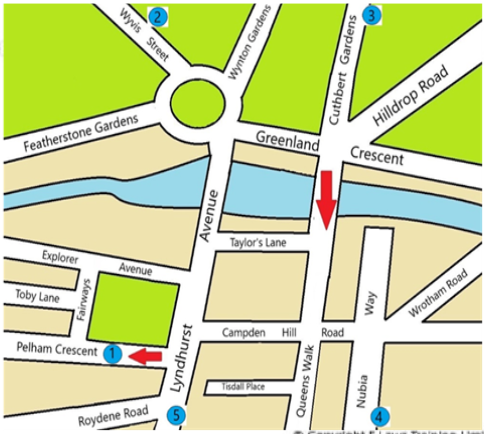 2
3
Wyvis Street
Wynton Gardens
Cuthbert Gardens
Hilldrop Road
Featherstone Gardens
Greenland Crescent
Avenue
Taylor's Lane
Explorer Avenue
Toby Lane
Fairways
Way
Wrotham Road
Campden Hill Road
Pelham Crescent
1
Lyndhurst
Queens Walk
Tisdall Place
Nubia
Roydene Road
5
4